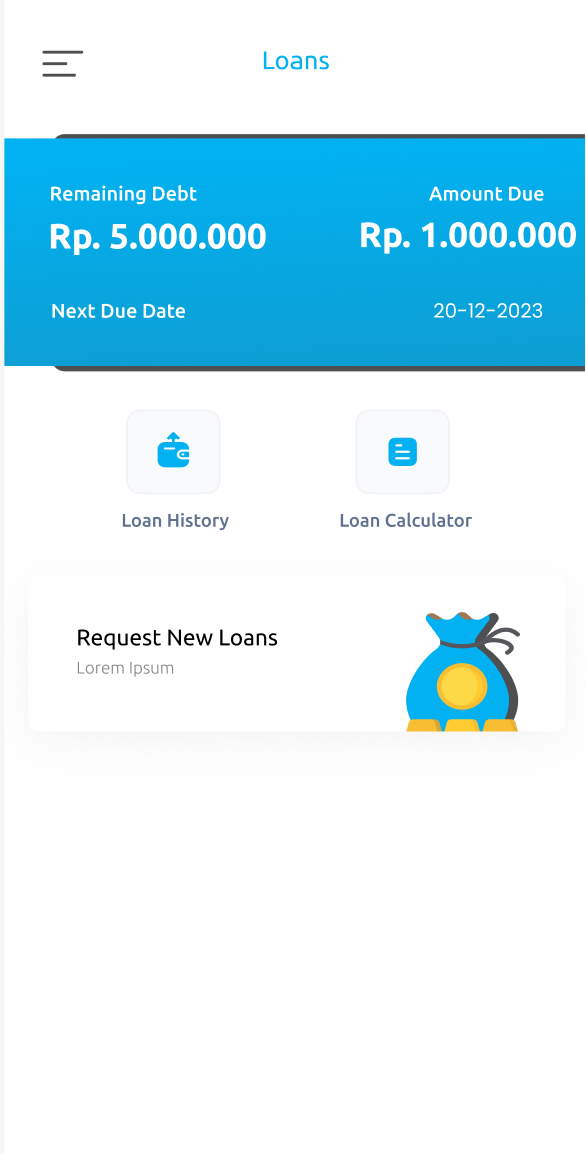 Loans
Remaining Debt
Amount Due
Rp. 5.000.000
Rp. 1.000.000
Next Due Date
20-12-2023
Loan History
Loan Calculator
Request New Loans
Lorem Ipsum